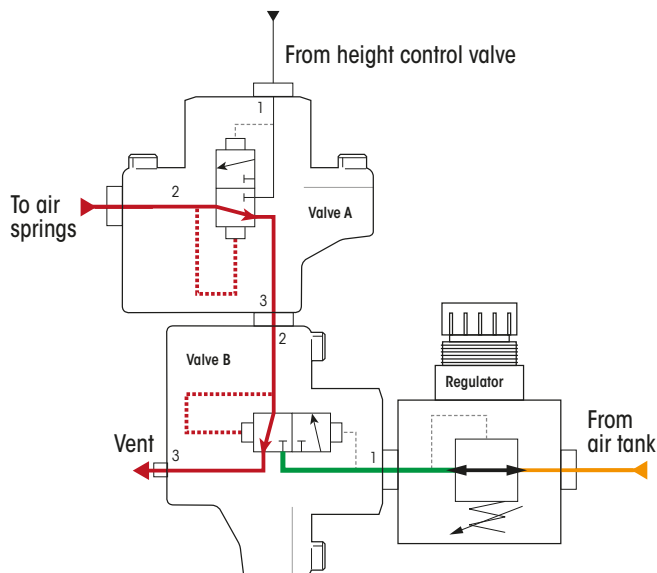 From height control valve
1
2
To air
springs
Valve A
3
2
Valve B
Regulator
Vent
3
1
From
air tank